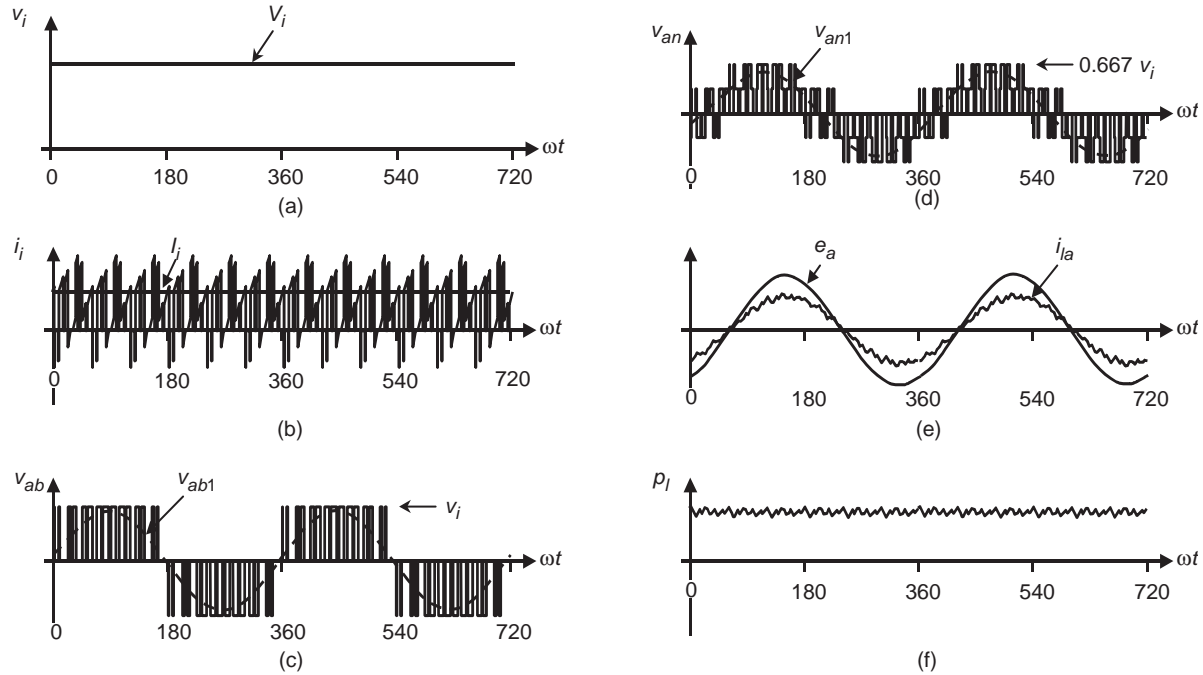 v_i
V_i
ωt
0 180 360 540 720
(a)
i_i
I_i
ωt
0 180 360 540 720
(b)
v_ab
v_ab1
v_i
ωt
0 180 360 540 720
(c)
v_an
v_an1
0.667 v_i
ωt
0 180 360 540 720
(d)
e_a
i_la
ωt
0 180 360 540 720
(e)
p_l
ωt
0 180 360 540 720
(f)